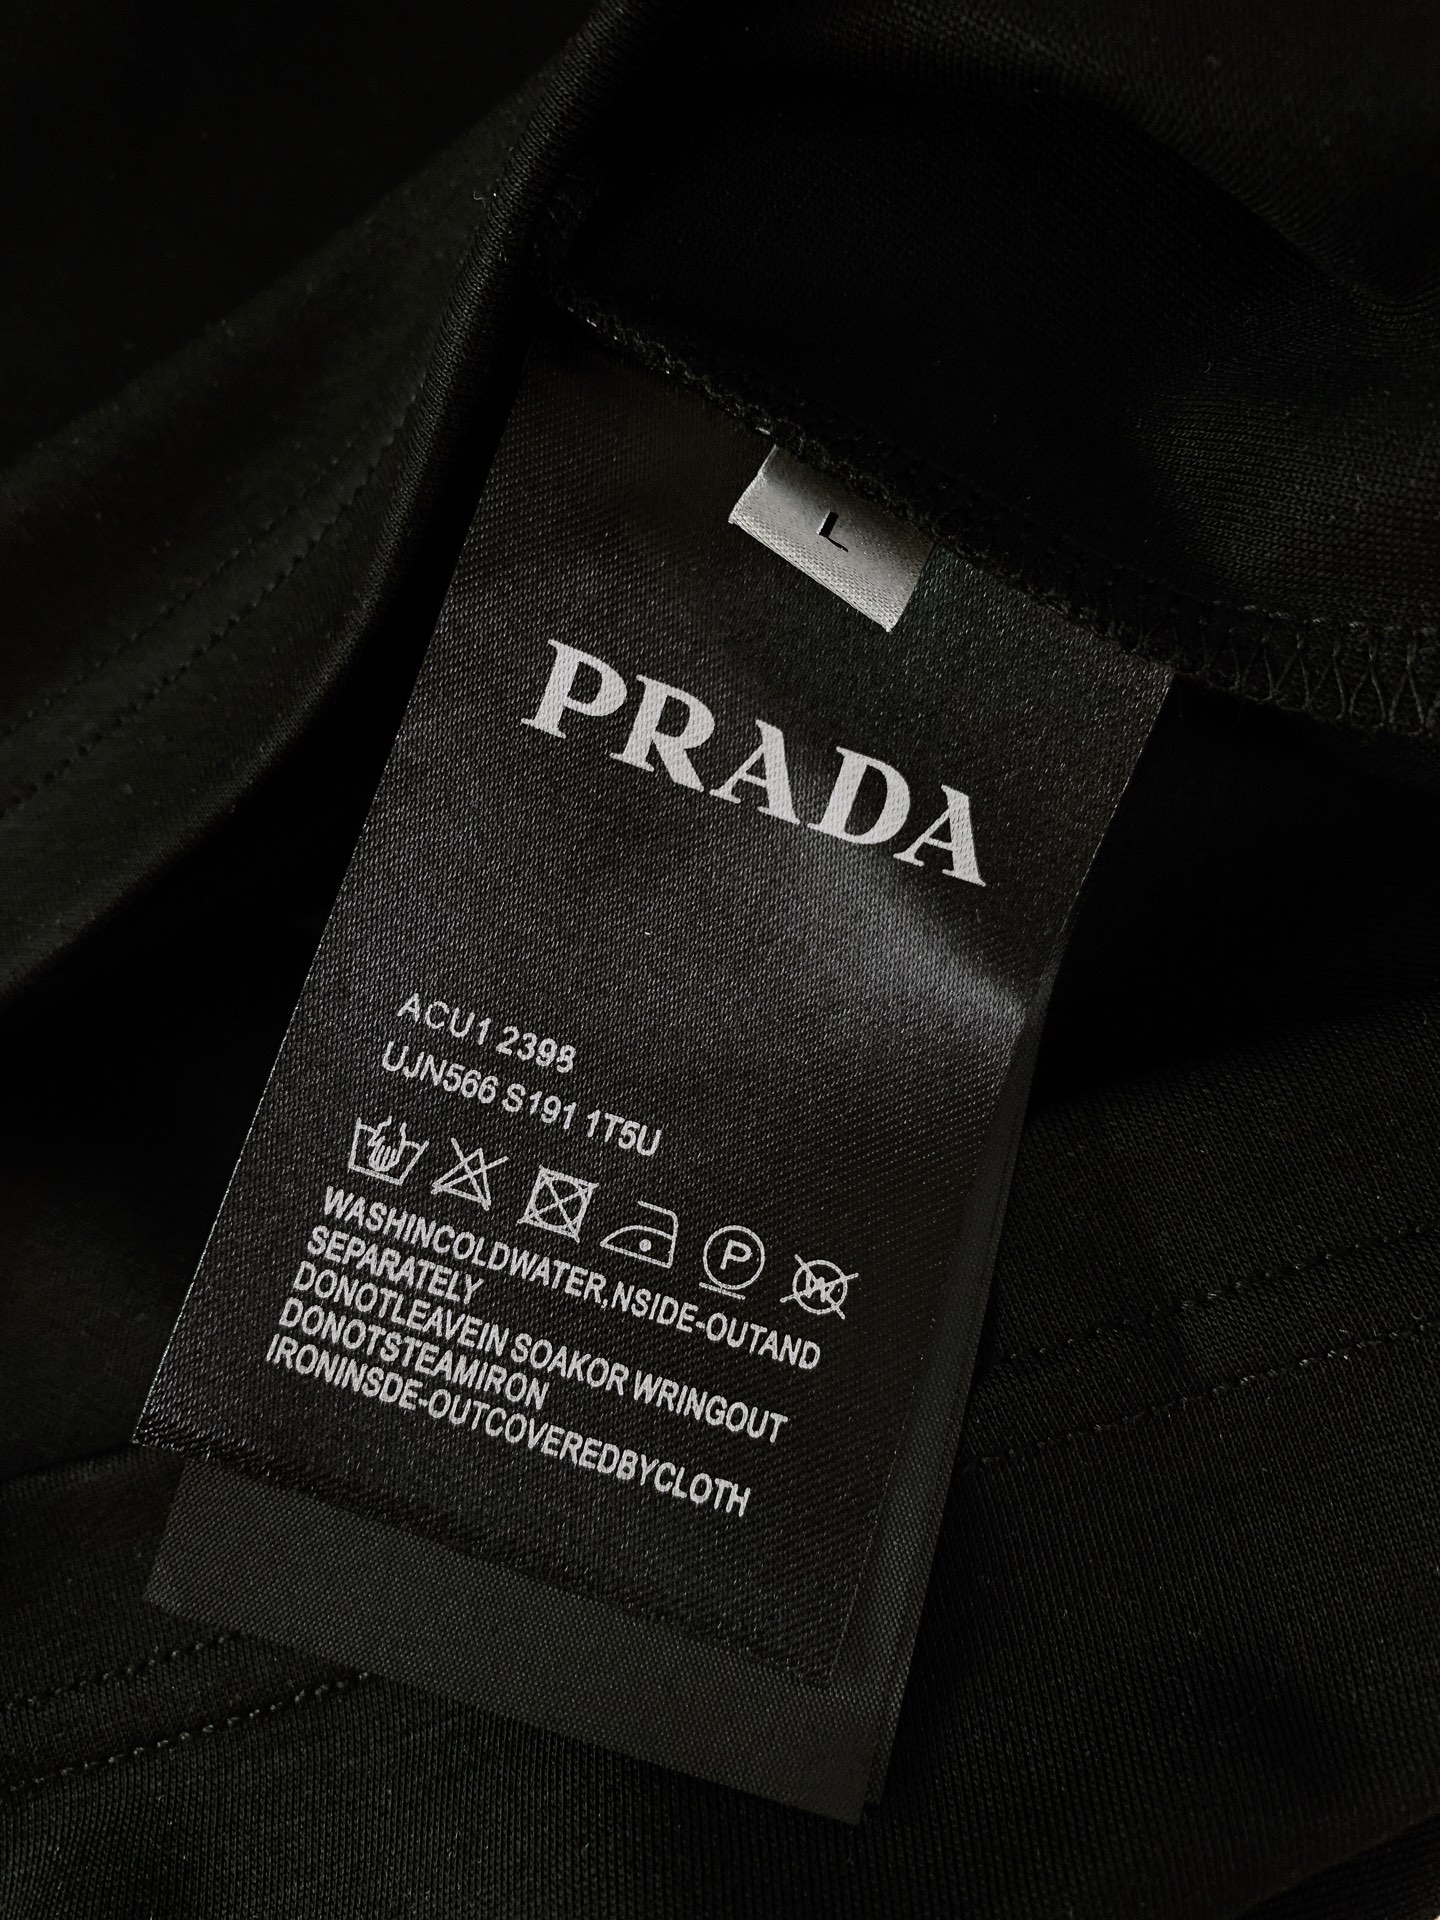 L
PRADA
ACU1 2398
UJN566 S191 1T5U
P
W
WASHINCOLDWATER,NSIDE-OUTAND
SEPARATELY
DONOTLEAVEIN SOAKOR WRINGOUT
DONOTSTEAMIRON
IRONINSDE-OUTCOVEREDBYCLOTH